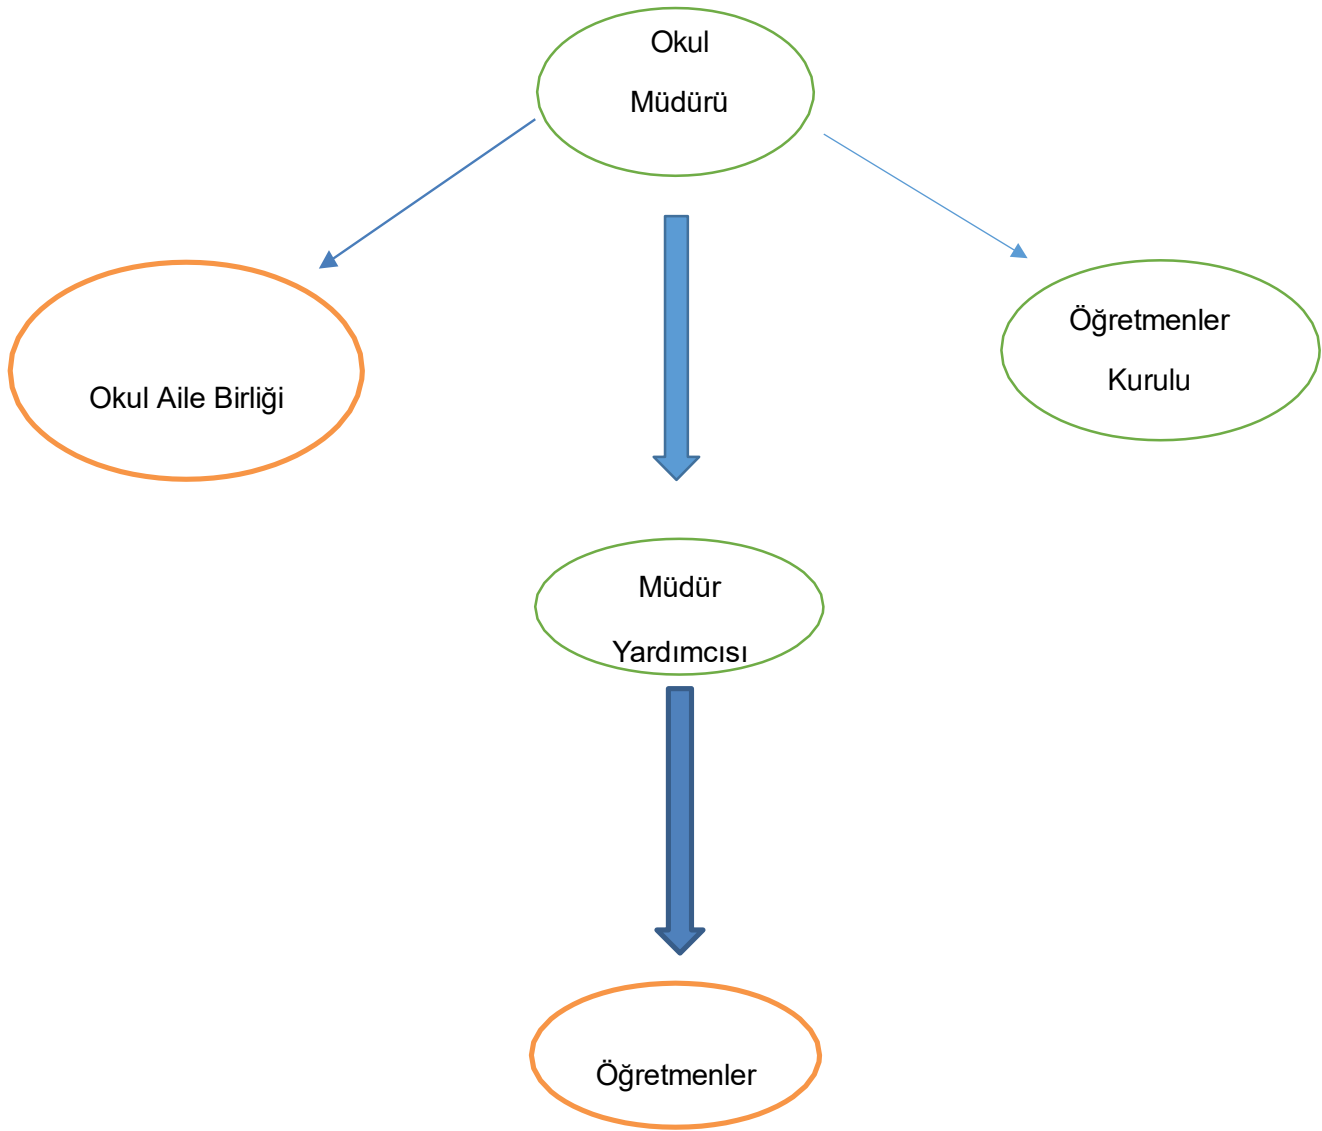 Okul
Müdürü
Öğretmenler
Kurulu
Okul Aile Birliği
Müdür
Yardımcısı
Öğretmenler